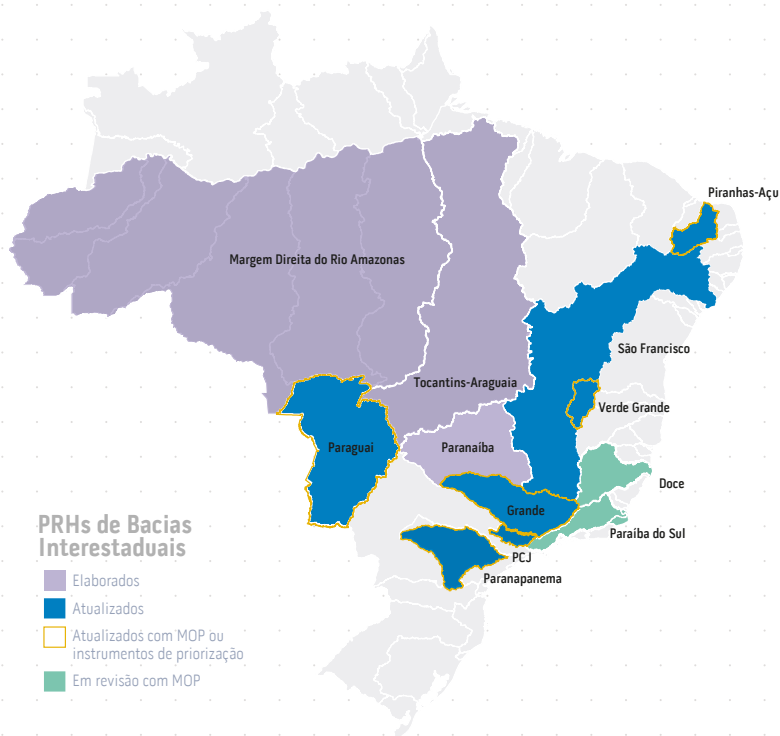 Piranhas-Açu
Margem Direita do Rio Amazonas
São Francisco
Tocantins-Araguaia
Verde Grande
Paraguai
Paranaíba
Doce
Grande
Paraíba do Sul
PCJ
Paranapanema
PRHs de Bacias
Interestaduais
Elaborados
Atualizados
Atualizados com MOP ou
instrumentos de priorização
Em revisão com MOP